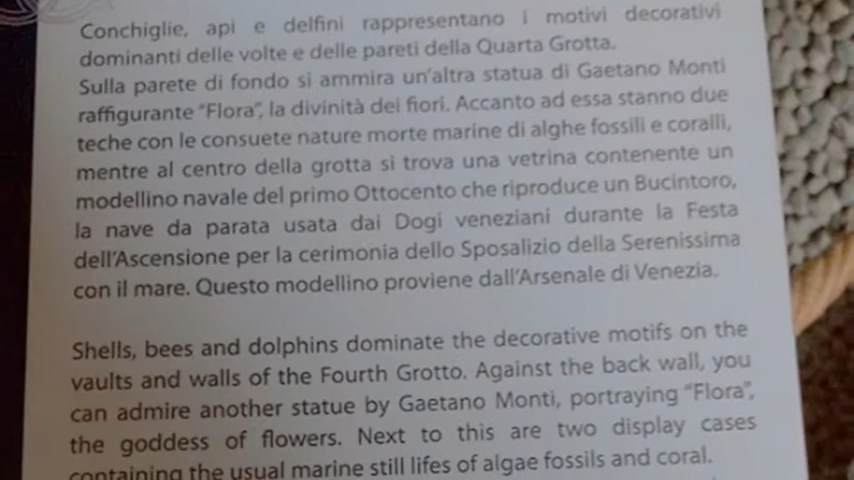 Conchiglie, api e delfini rappresentano i motivi decorativi
dominanti delle volte e delle pareti della Quarta Grotta.
Sulla parete di fondo si ammira un'altra statua di Gaetano Monti
raffigurante "Flora", la divinità dei fiori. Accanto ad essa stanno due
teche con le consuete nature morte marine di alghe fossili e coralli,
mentre al centro della grotta si trova una vetrina contenente un
modellino navale del primo Ottocento che riproduce un Bucintoro,
la nave da parata usata dai Dogi veneziani durante la Festa
dell'Ascensione per la cerimonia dello Sposalizio della Serenissima
con il mare. Questo modellino proviene dall'Arsenale di Venezia.
Shells, bees and dolphins dominate the decorative motifs on the
vaults and walls of the Fourth Grotto. Against the back wall, you
can admire another statue by Gaetano Monti, portraying "Flora",
the goddess of flowers. Next to this are two display cases
containing the usual marine still lifes of algae fossils and coral.